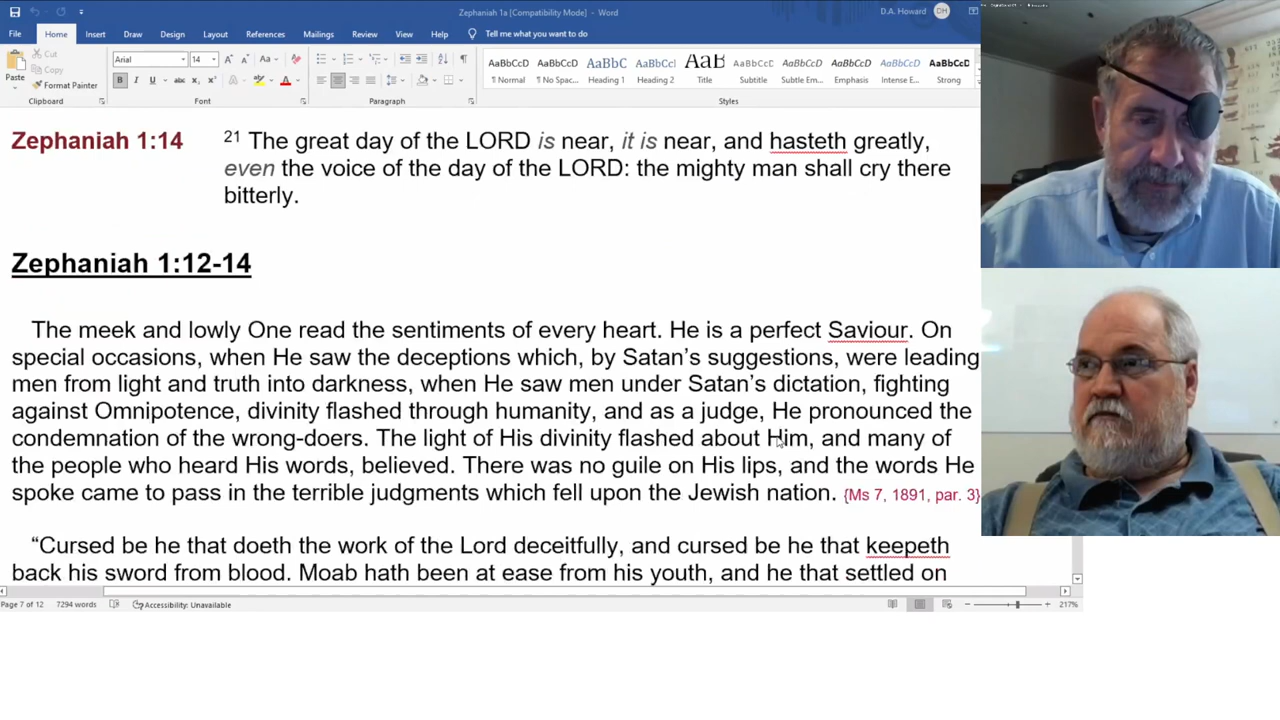 Zephaniah 1a [Compatibility Mode] - Word
D.A. Howard DH
File Home Insert Draw Design Layout References Mailings Review View Help Tell me what you want to do
Paste
Cut
Copy
Format Painter
Clipboard
Arial 14
Font
Paragraph
AaBbCcD AaBbCcD AaBbC AaBbCc AaB AaBbCcD AaBbCcD AaBbCcD AaBbCcD AaBbCcD
¶ Normal ¶ No Spac... Heading 1 Heading 2 Title Subtitle Subtle Em... Emphasis Intense E... Strong
Styles
Zephaniah 1:14 21 The great day of the LORD is near, it is near, and hasteth greatly,
even the voice of the day of the LORD: the mighty man shall cry there
bitterly.
Zephaniah 1:12-14
The meek and lowly One read the sentiments of every heart. He is a perfect Saviour. On
special occasions, when He saw the deceptions which, by Satan’s suggestions, were leading
men from light and truth into darkness, when He saw men under Satan’s dictation, fighting
against Omnipotence, divinity flashed through humanity, and as a judge, He pronounced the
condemnation of the wrong-doers. The light of His divinity flashed about Him, and many of
the people who heard His words, believed. There was no guile on His lips, and the words He
spoke came to pass in the terrible judgments which fell upon the Jewish nation. {Ms 7, 1891, par. 3}
“Cursed be he that doeth the work of the Lord deceitfully, and cursed be he that keepeth
back his sword from blood. Moab hath been at ease from his youth, and he that settled on
Page 7 of 12 7294 words Accessibility: Unavailable 217%